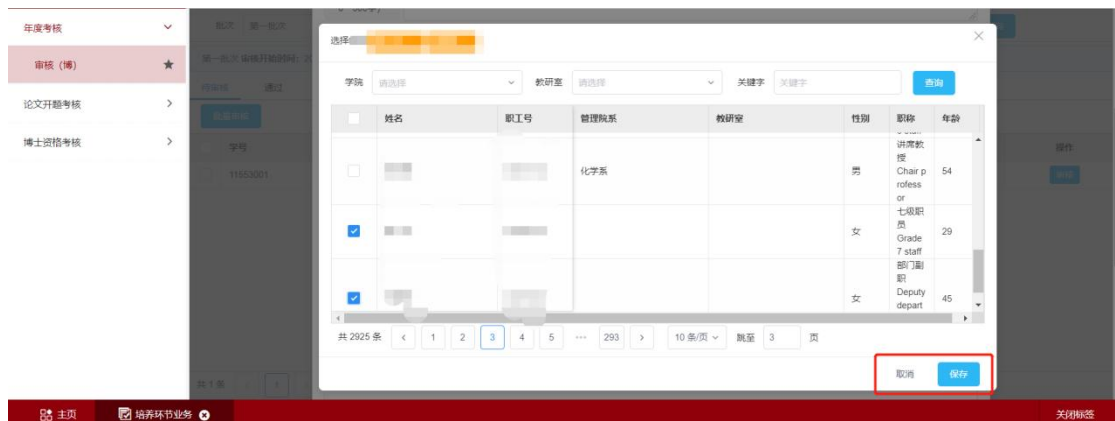 年度考核
审核（博）
论文开题考核
博士资格考核
批次 第一批次
第一批次 审核开始时间：
待审核 通过
批量审核
学号
11553001
操作
审核
选择
学院 请选择 教研室 请选择 关键字 关键字 查询
姓名 职工号 管理院系 教研室 性别 职称 年龄
化学系 男 54
讲席教
授
Chair p
rofess
or
女 29
七级职
员
Grade
7 staff
女 45
部门副
职
Deputy
depart
共 2925 条 < 1 2 3 4 5 ··· 293 > 10 条/页 跳至 3 页
取消 保存
共 1 条 1
主页 培养环节业务 关闭标签